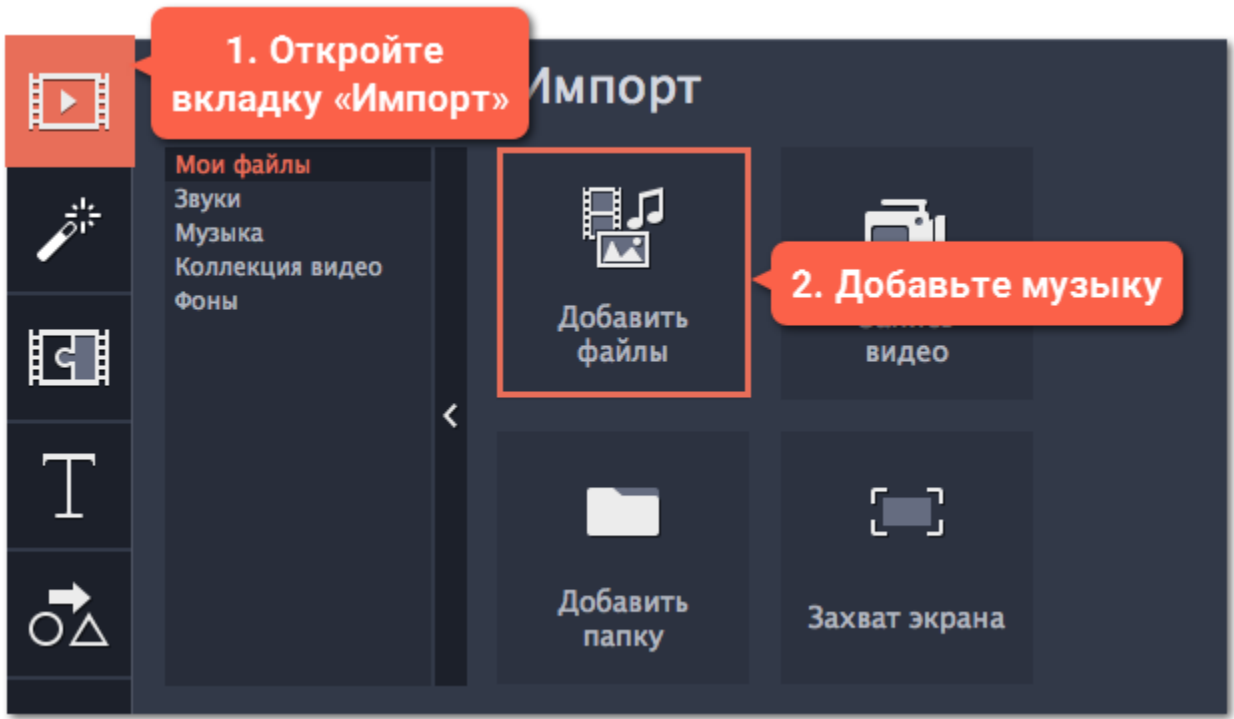 1. Откройте
вкладку «Импорт»
Импорт
Мои файлы
Звуки
Музыка
Коллекция видео
Фоны
Добавить
файлы
2. Добавьте музыку
видео
Добавить
папку
Захват экрана